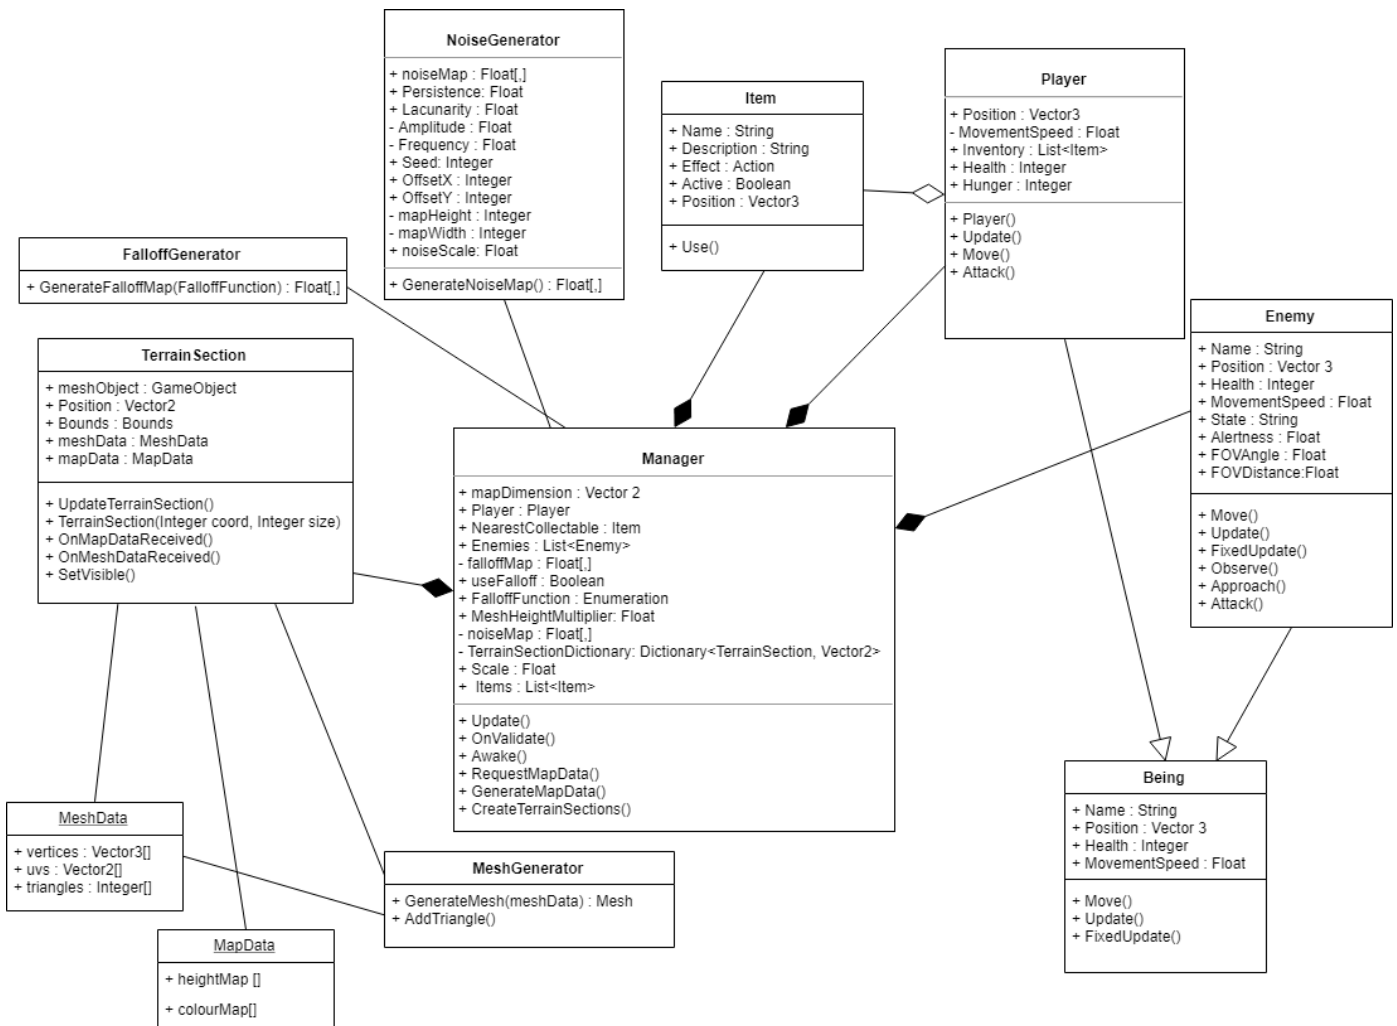 NoiseGenerator
+ noiseMap : Float[,]
+ Persistence: Float
+ Lacunarity : Float
- Amplitude : Float
- Frequency : Float
+ Seed: Integer
+ OffsetX : Integer
+ OffsetY : Integer
- mapHeight : Integer
- mapWidth : Integer
+ noiseScale: Float
+ GenerateNoiseMap() : Float[,]
Item
+ Name : String
+ Description : String
+ Effect : Action
+ Active : Boolean
+ Position : Vector3
+ Use()
Player
+ Position : Vector3
- MovementSpeed : Float
+ Inventory : List<Item>
+ Health : Integer
+ Hunger : Integer
+ Player()
+ Update()
+ Move()
+ Attack()
FalloffGenerator
+ GenerateFalloffMap(FalloffFunction) : Float[,]
TerrainSection
+ meshObject : GameObject
+ Position : Vector2
+ Bounds : Bounds
+ meshData : MeshData
+ mapData : MapData
+ UpdateTerrainSection()
+ TerrainSection(Integer coord, Integer size)
+ OnMapDataReceived()
+ OnMeshDataReceived()
+ SetVisible()
Enemy
+ Name : String
+ Position : Vector 3
+ Health : Integer
+ MovementSpeed : Float
+ State : String
+ Alertness : Float
+ FOVAngle : Float
+ FOVDistance:Float
+ Move()
+ Update()
+ FixedUpdate()
+ Observe()
+ Approach()
+ Attack()
Manager
+ mapDimension : Vector 2
+ Player : Player
+ NearestCollectable : Item
+ Enemies : List<Enemy>
- falloffMap : Float[,]
+ useFalloff : Boolean
+ FalloffFunction : Enumeration
+ MeshHeightMultiplier: Float
- noiseMap : Float[,]
- TerrainSectionDictionary: Dictionary<TerrainSection, Vector2>
+ Scale : Float
+ Items : List<Item>
+ Update()
+ OnValidate()
+ Awake()
+ RequestMapData()
+ GenerateMapData()
+ CreateTerrainSections()
MeshData
+ vertices : Vector3[]
+ uvs : Vector2[]
+ triangles : Integer[]
MeshGenerator
+ GenerateMesh(meshData) : Mesh
+ AddTriangle()
MapData
+ heightMap []
+ colourMap[]
Being
+ Name : String
+ Position : Vector 3
+ Health : Integer
+ MovementSpeed : Float
+ Move()
+ Update()
+ FixedUpdate()